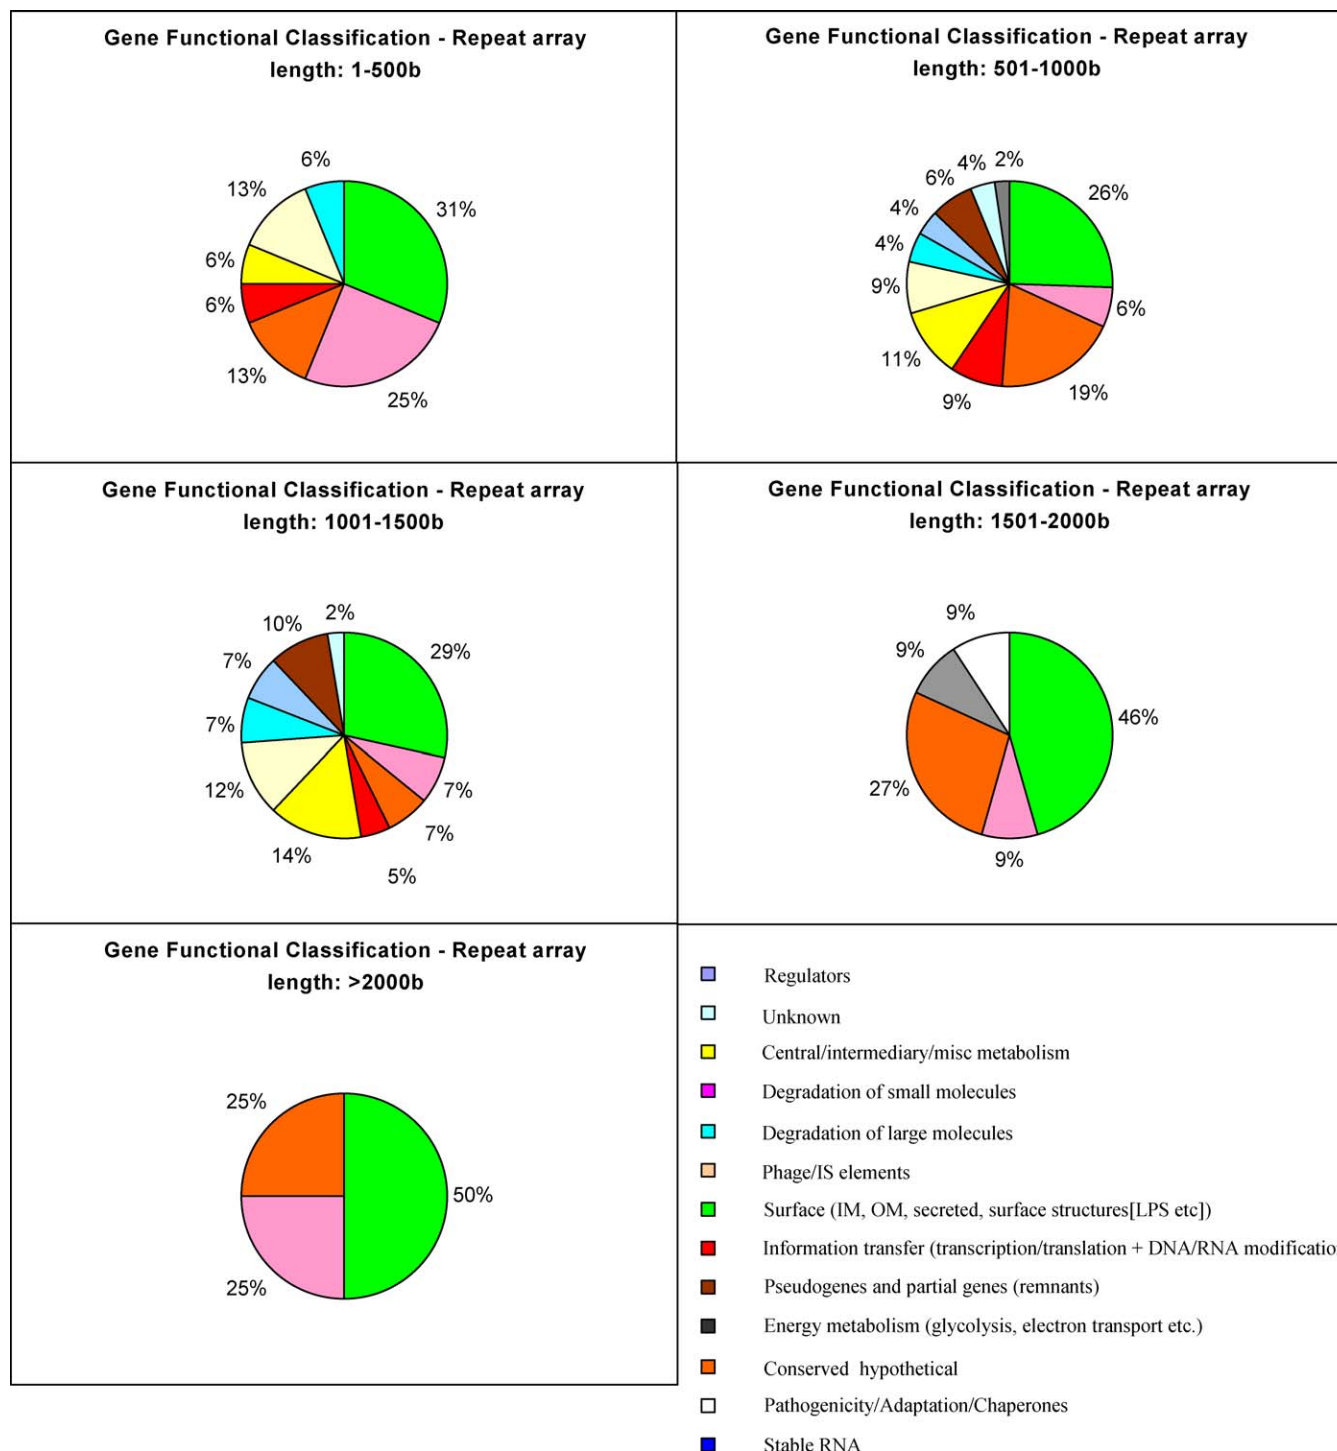 Gene Functional Classification - Repeat array
length: 1-500b
6%
13%
31%
6%
6%
13%
25%
Gene Functional Classification - Repeat array
length: 501-1000b
4%
2%
6%
26%
4%
4%
9%
6%
11%
9%
19%
Gene Functional Classification - Repeat array
length: 1001-1500b
2%
10%
29%
7%
7%
12%
7%
7%
14%
5%
Gene Functional Classification - Repeat array
length: 1501-2000b
9%
9%
46%
27%
9%
Gene Functional Classification - Repeat array
length: >2000b
25%
50%
25%
Regulators
Unknown
Central/intermediary/misc metabolism
Degradation of small molecules
Degradation of large molecules
Phage/IS elements
Surface (IM, OM, secreted, surface structures[LPS etc])
Information transfer (transcription/translation + DNA/RNA modificatio
Pseudogenes and partial genes (remnants)
Energy metabolism (glycolysis, electron transport etc.)
Conserved hypothetical
Pathogenicity/Adaptation/Chaperones
Stable RNA